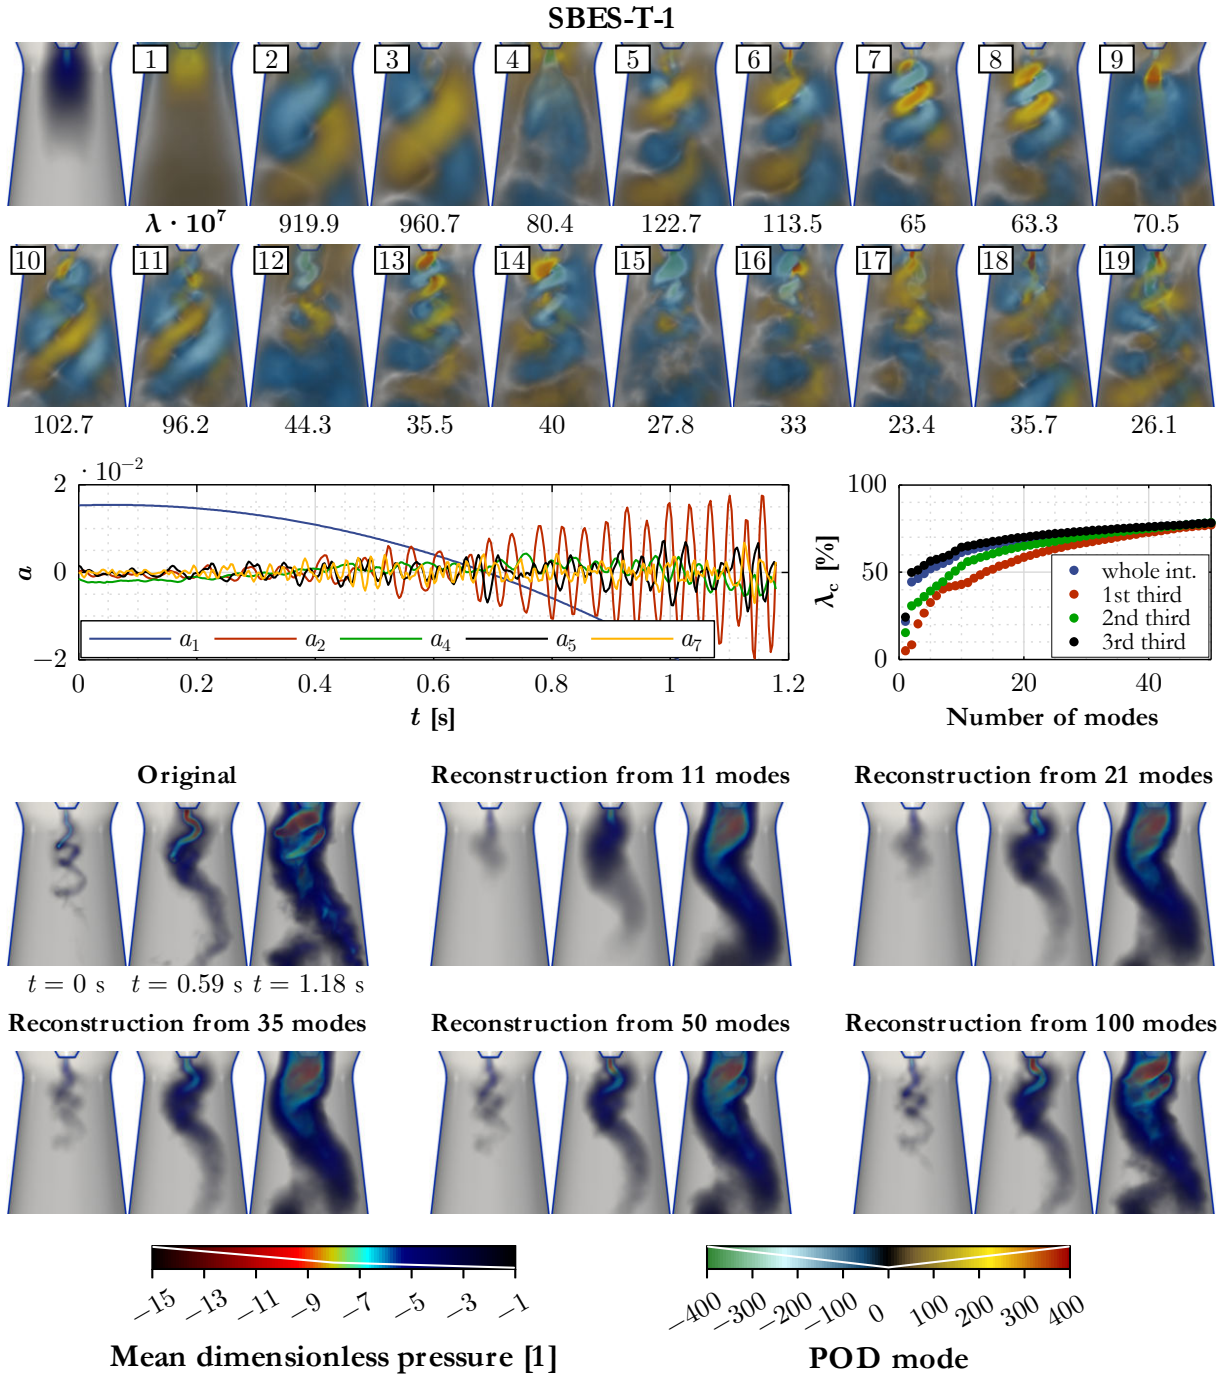 SBES-T-1
1 2 3 4 5 6 7 8 9
λ · 10⁷ 919.9 960.7 80.4 122.7 113.5 65 63.3 70.5
10 11 12 13 14 15 16 17 18 19
102.7 96.2 44.3 35.5 40 27.8 33 23.4 35.7 26.1
· 10⁻²
2
0
−2
a
a₁ a₂ a₄ a₅ a₇
0 0.2 0.4 0.6 0.8 1 1.2
t [s]
100
50
0
λc [%]
whole int.
1st third
2nd third
3rd third
0 20 40
Number of modes
Original Reconstruction from 11 modes Reconstruction from 21 modes
t = 0 s t = 0.59 s t = 1.18 s
Reconstruction from 35 modes Reconstruction from 50 modes Reconstruction from 100 modes
−15 −13 −11 −9 −7 −5 −3 −1
Mean dimensionless pressure [1]
−400 −300 −200 −100 0 100 200 300 400
POD mode